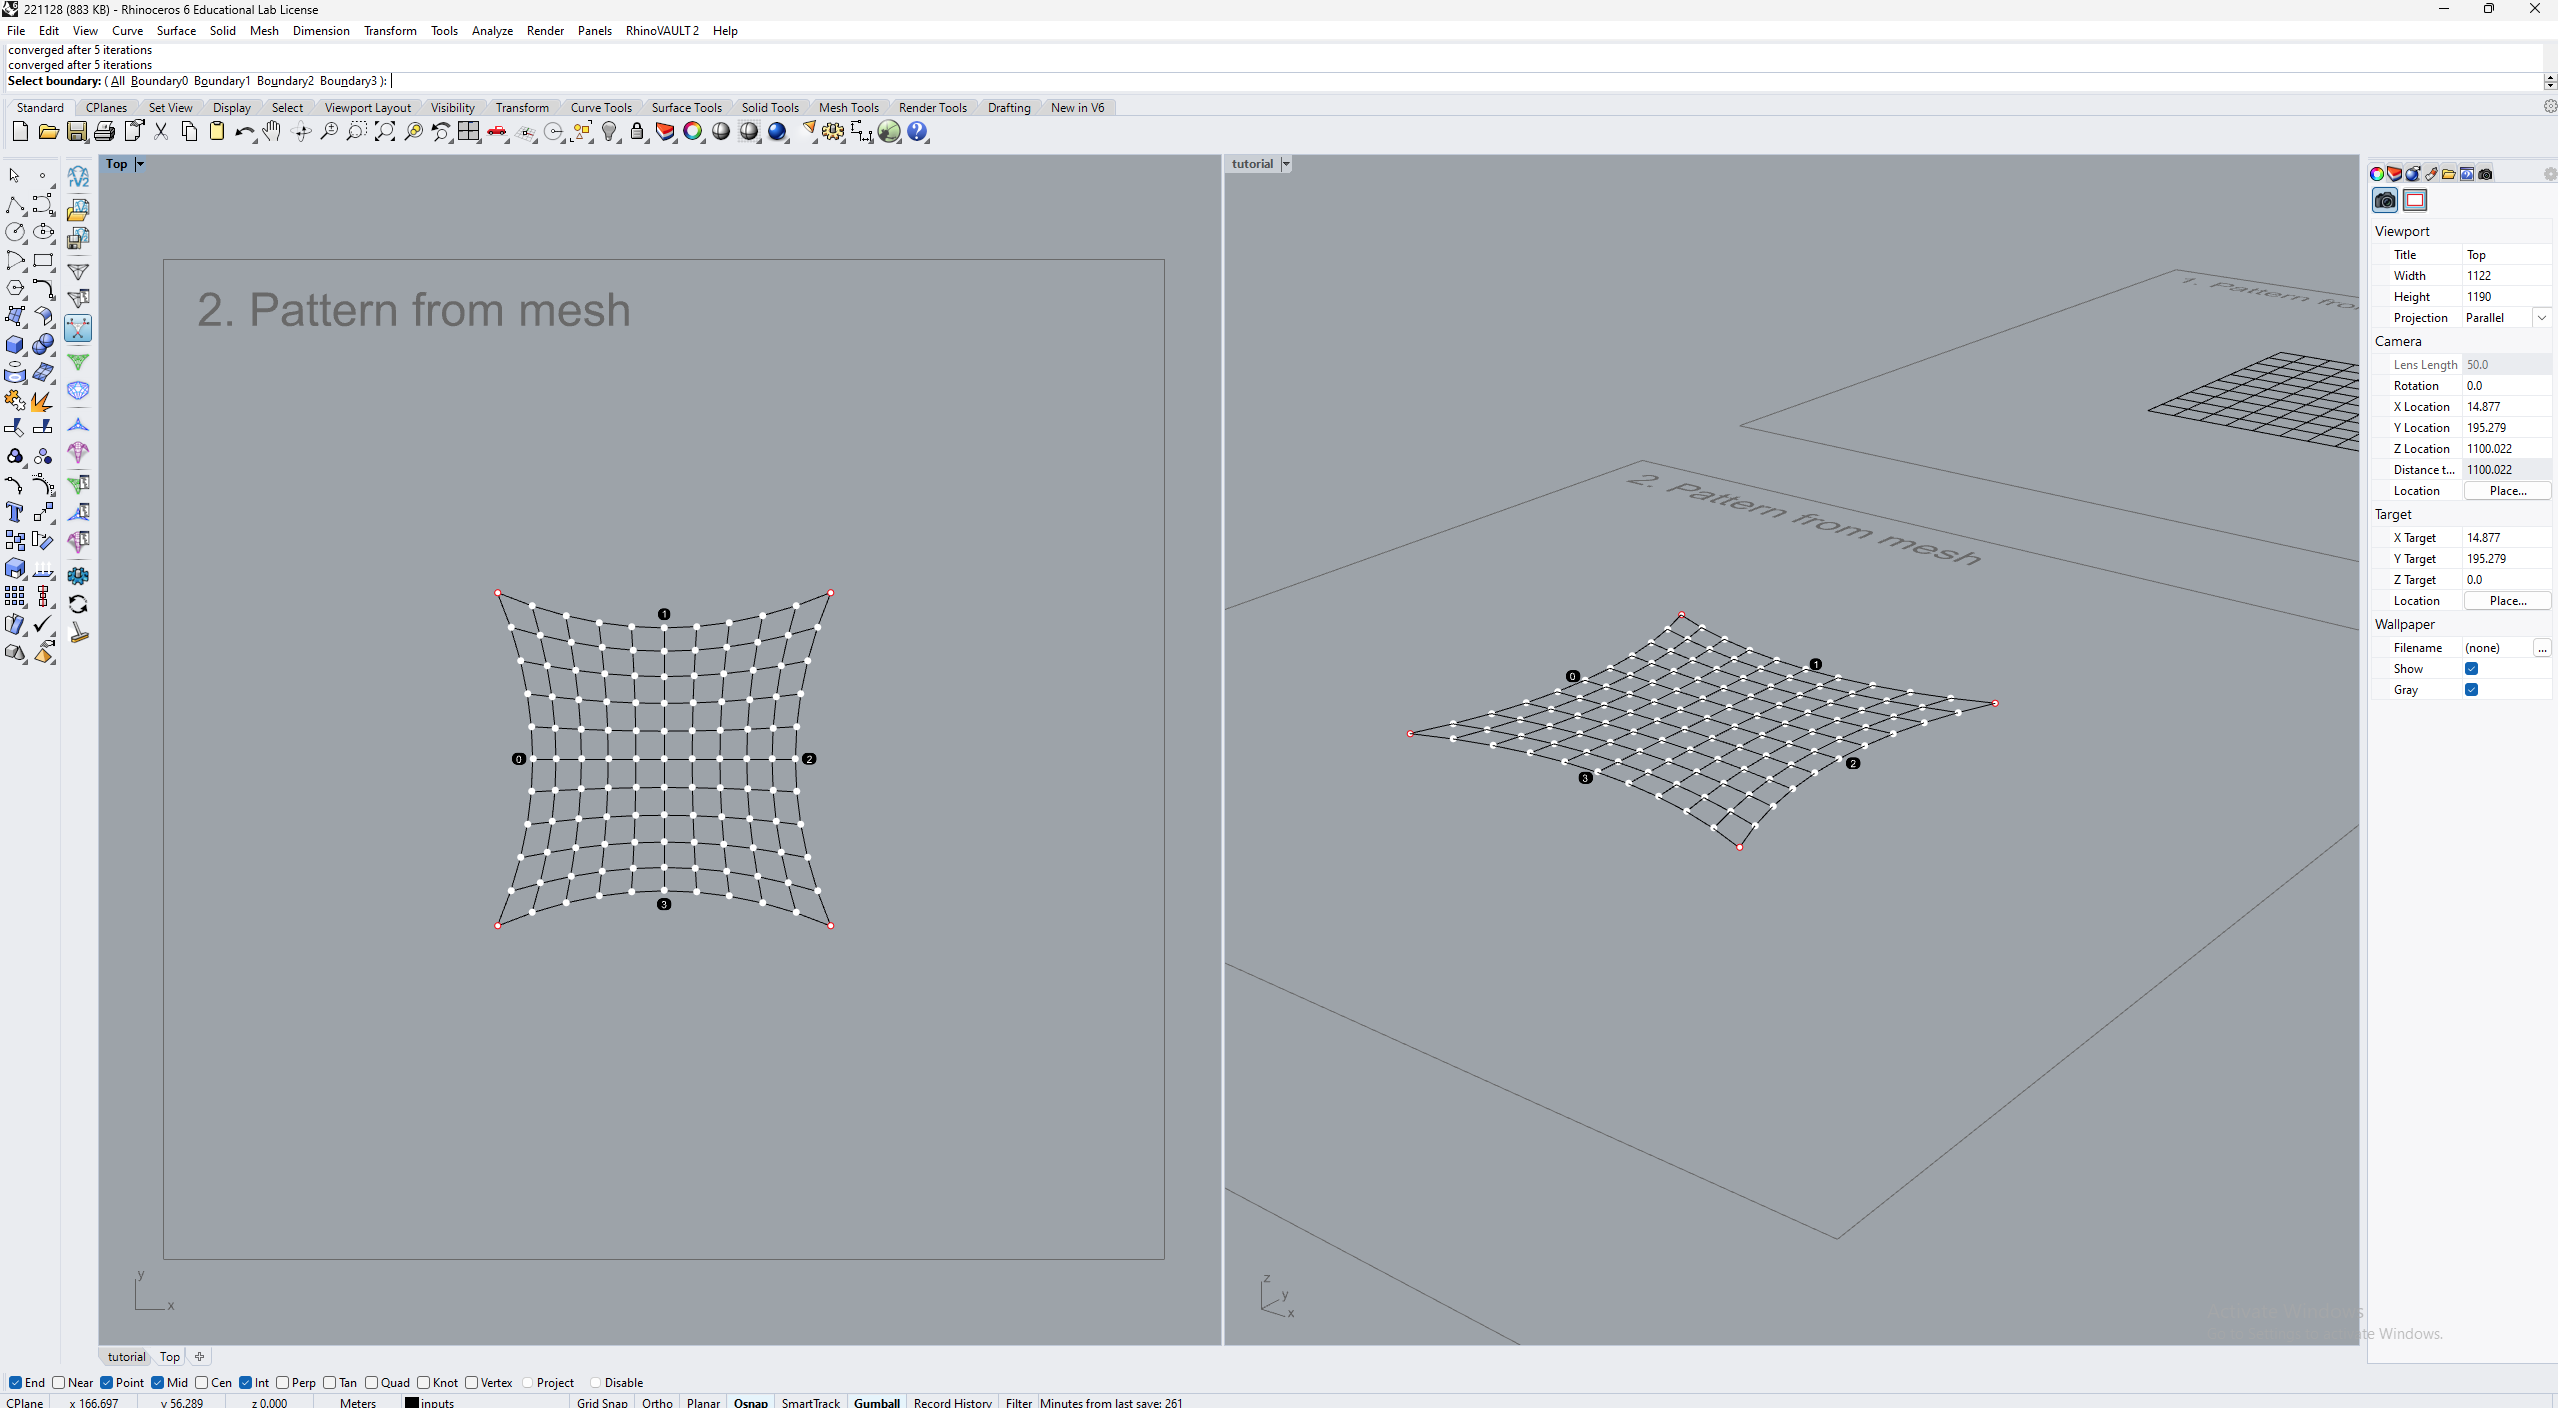 221128 (883 KB) - Rhinoceros 6 Educational Lab License
File Edit View Curve Surface Solid Mesh Dimension Transform Tools Analyze Render Panels RhinoVAULT2 Help
converged after 5 iterations
converged after 5 iterations
Select boundary: ( All Boundary0 Boundary1 Boundary2 Boundary3 ):
Standard CPlanes Set View Display Select Viewport Layout Visibility Transform Curve Tools Surface Tools Solid Tools Mesh Tools Render Tools Drafting New in V6
rV2
Top
2. Pattern from mesh
1
0
2
3
y
x
tutorial
1. Pattern fro
2. Pattern from mesh
1
0
2
3
z
y
x
Viewport
Title Top
Width 1122
Height 1190
Projection Parallel
Camera
Lens Length 50.0
Rotation 0.0
X Location 14.877
Y Location 195.279
Z Location 1100.022
Distance t... 1100.022
Location Place...
Target
X Target 14.877
Y Target 195.279
Z Target 0.0
Location Place...
Wallpaper
Filename (none) ...
Show
Gray
Activate Windows
te Windows.
tutorial Top
End Near Point Mid Cen Int Perp Tan Quad Knot Vertex Project Disable
CPlane x 166.697 y 56.289 z 0.000 Meters inputs Grid Snap Ortho Planar Osnap SmartTrack Gumball Record History Filter Minutes from last save: 261